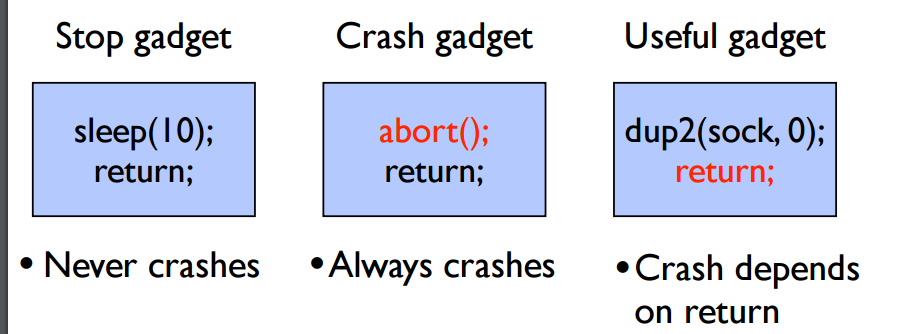 Stop gadget
sleep(10);
return;
• Never crashes
Crash gadget
abort();
return;
• Always crashes
Useful gadget
dup2(sock, 0);
return;
• Crash depends
on return